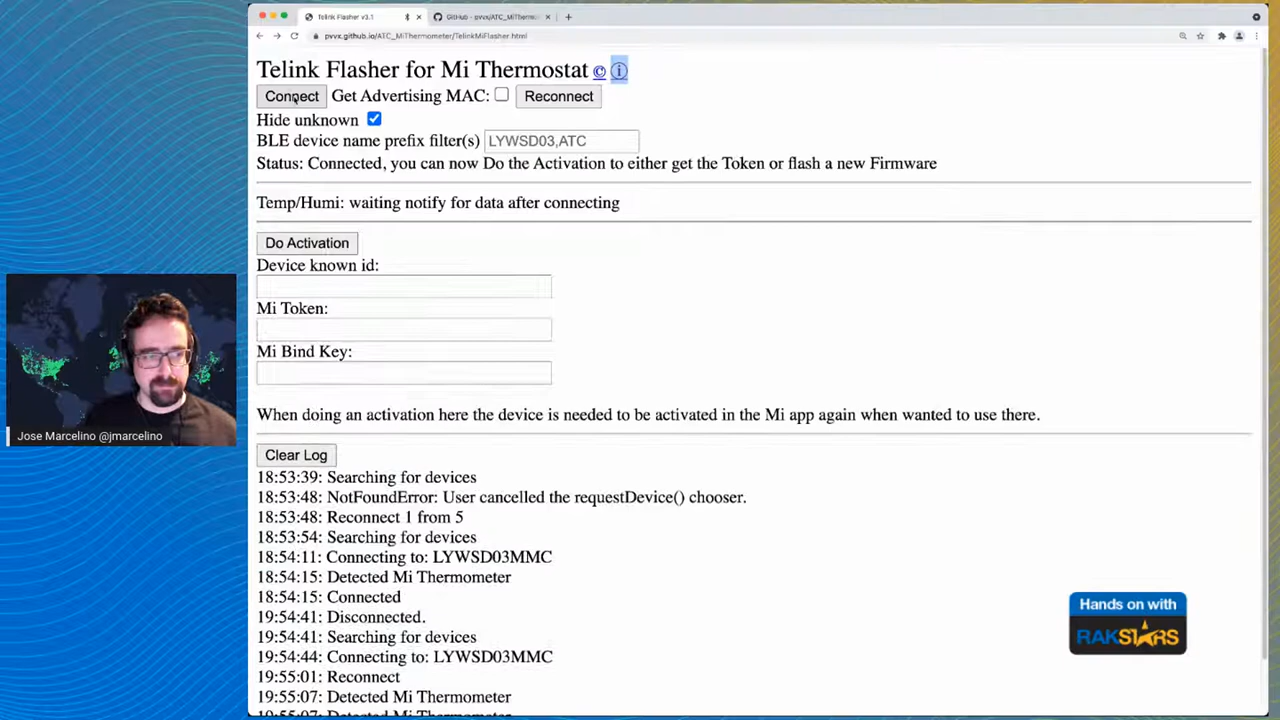 Telink Flasher v3.1
GitHub - pvvx/ATC_MiThermo
pvvx.github.io/ATC_MiThermometer/TelinkMiFlasher.html
Telink Flasher for Mi Thermostat © ⓘ
Connect Get Advertising MAC: Reconnect
Hide unknown
BLE device name prefix filter(s) LYWSD03,ATC
Status: Connected, you can now Do the Activation to either get the Token or flash a new Firmware
Temp/Humi: waiting notify for data after connecting
Do Activation
Device known id:
Mi Token:
Mi Bind Key:
When doing an activation here the device is needed to be activated in the Mi app again when wanted to use there.
Clear Log
18:53:39: Searching for devices
18:53:48: NotFoundError: User cancelled the requestDevice() chooser.
18:53:48: Reconnect 1 from 5
18:53:54: Searching for devices
18:54:11: Connecting to: LYWSD03MMC
18:54:15: Detected Mi Thermometer
18:54:15: Connected
19:54:41: Disconnected.
19:54:41: Searching for devices
19:54:44: Connecting to: LYWSD03MMC
19:55:01: Reconnect
19:55:07: Detected Mi Thermometer
19:55:07: Detected Mi Thermometer
Jose Marcelino @jmarcelino
Hands on with
RAKSTARS